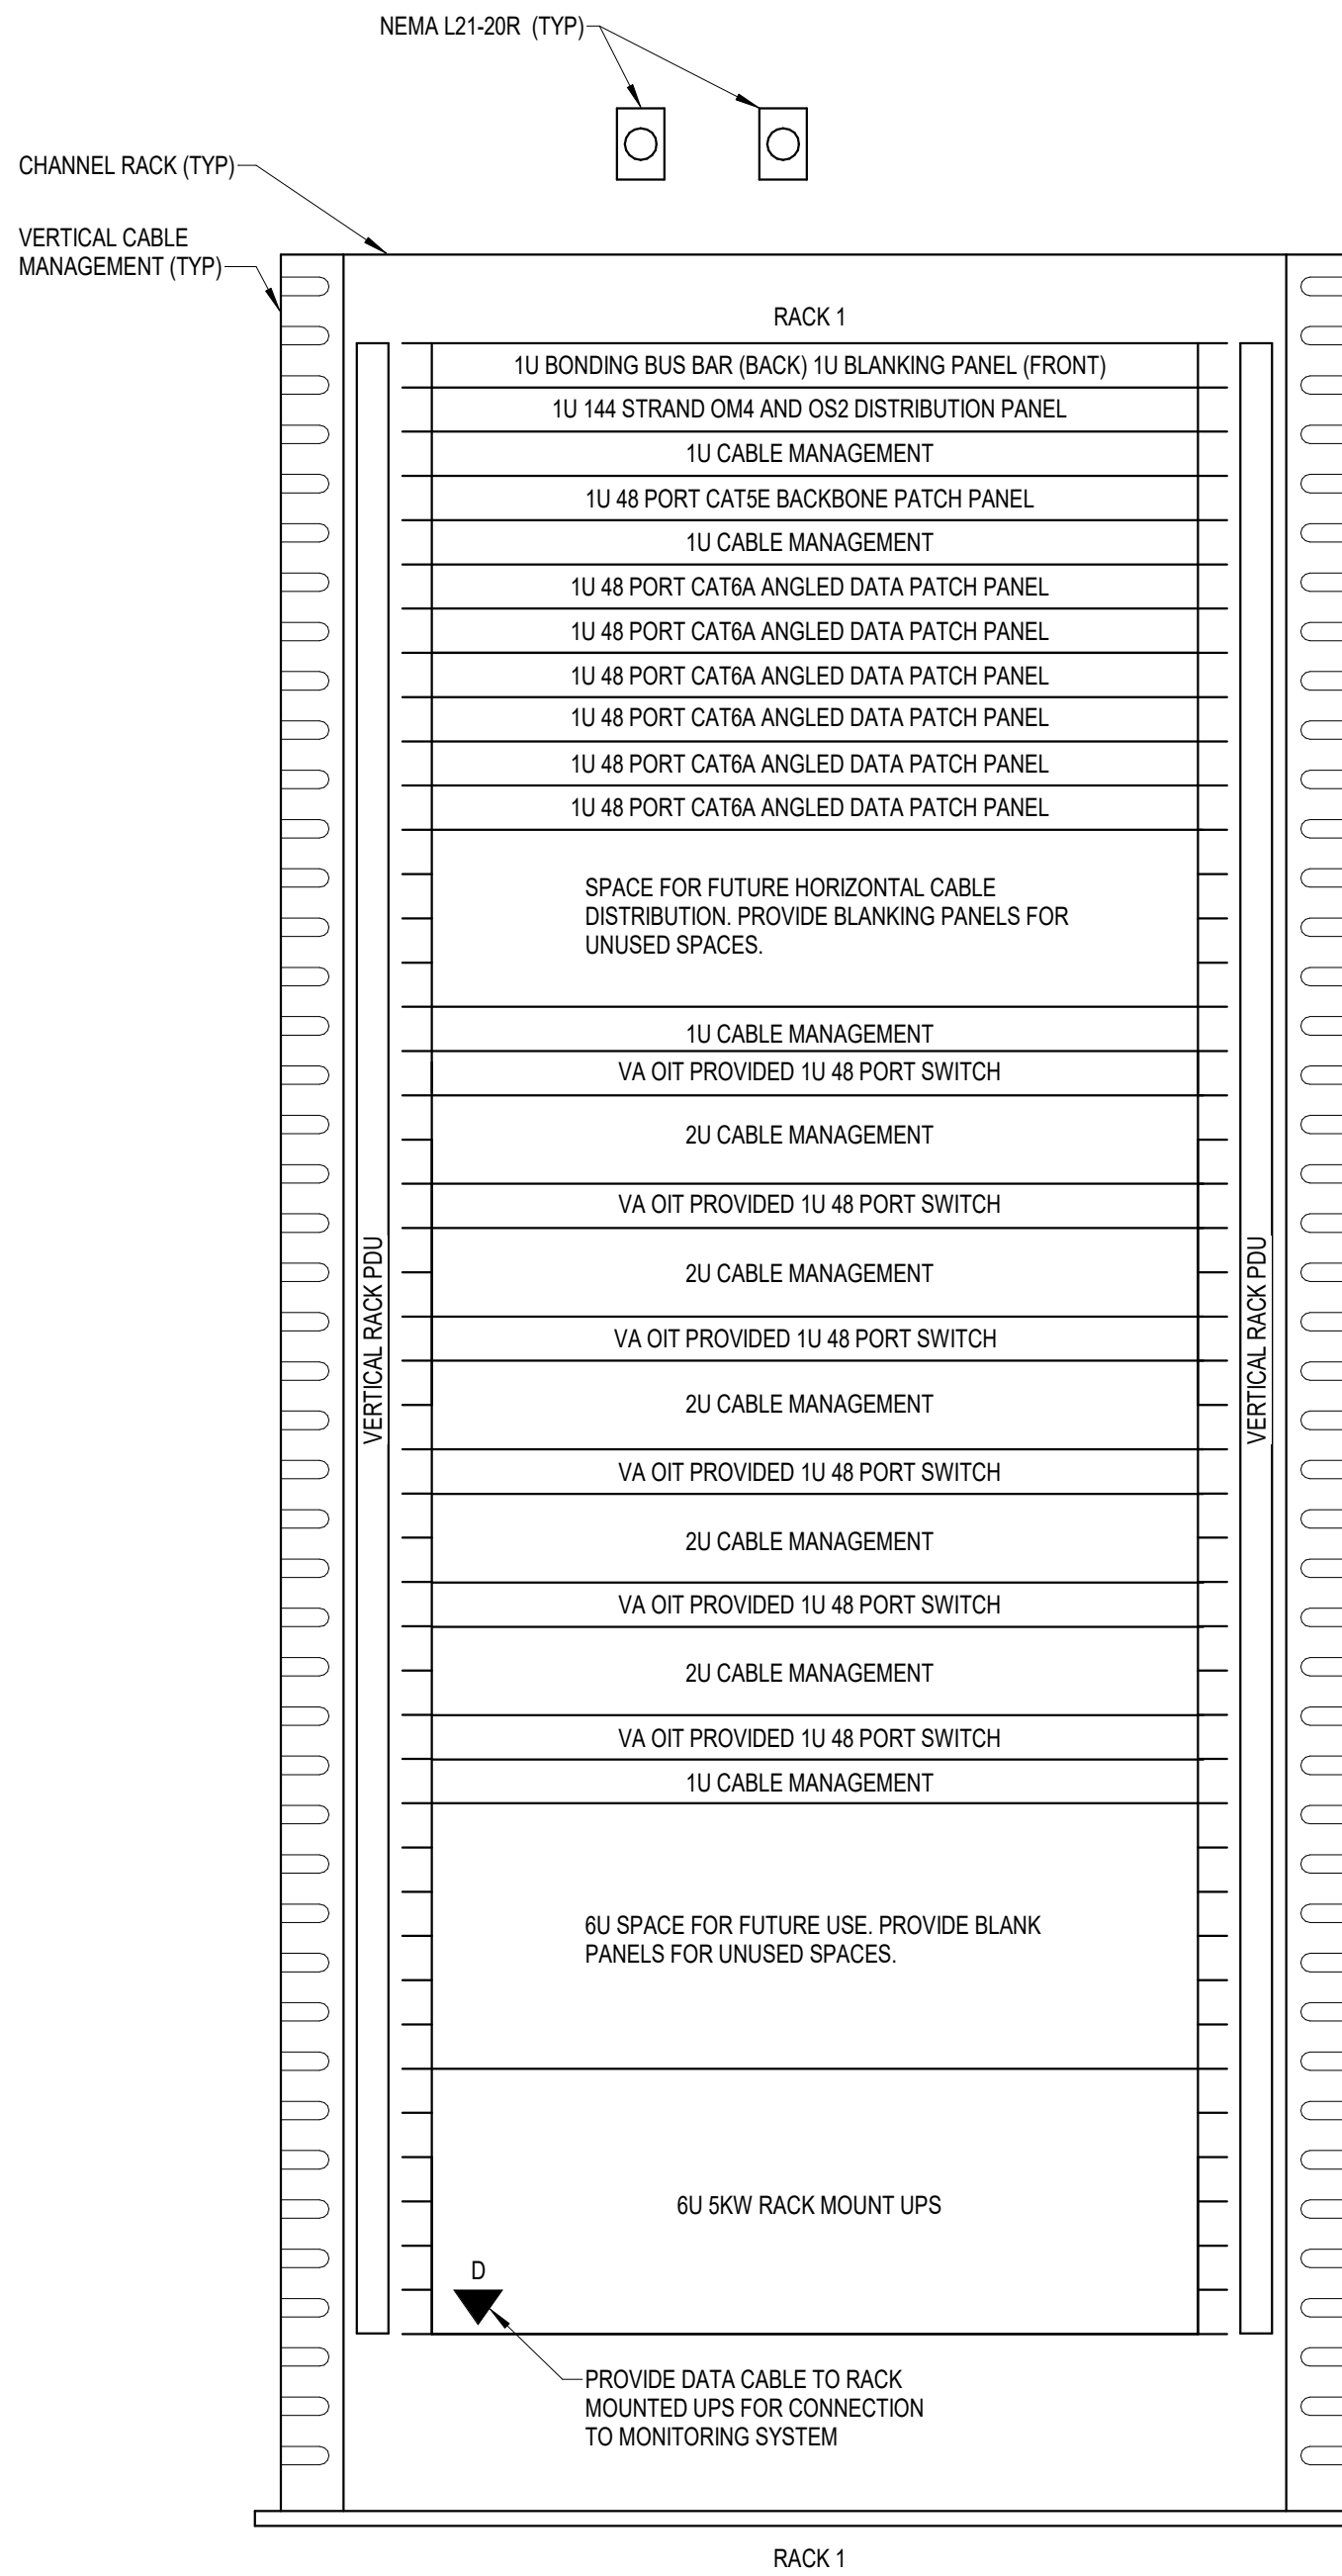 NEMA L21-20R (TYP)
CHANNEL RACK (TYP)
VERTICAL CABLE
MANAGEMENT (TYP)
RACK 1
1U BONDING BUS BAR (BACK) 1U BLANKING PANEL (FRONT)
1U 144 STRAND OM4 AND OS2 DISTRIBUTION PANEL
1U CABLE MANAGEMENT
1U 48 PORT CAT5E BACKBONE PATCH PANEL
1U CABLE MANAGEMENT
1U 48 PORT CAT6A ANGLED DATA PATCH PANEL
1U 48 PORT CAT6A ANGLED DATA PATCH PANEL
1U 48 PORT CAT6A ANGLED DATA PATCH PANEL
1U 48 PORT CAT6A ANGLED DATA PATCH PANEL
1U 48 PORT CAT6A ANGLED DATA PATCH PANEL
1U 48 PORT CAT6A ANGLED DATA PATCH PANEL
SPACE FOR FUTURE HORIZONTAL CABLE
DISTRIBUTION. PROVIDE BLANKING PANELS FOR
UNUSED SPACES.
1U CABLE MANAGEMENT
VA OIT PROVIDED 1U 48 PORT SWITCH
2U CABLE MANAGEMENT
VA OIT PROVIDED 1U 48 PORT SWITCH
VERTICAL RACK PDU
VERTICAL RACK PDU
2U CABLE MANAGEMENT
VA OIT PROVIDED 1U 48 PORT SWITCH
2U CABLE MANAGEMENT
VA OIT PROVIDED 1U 48 PORT SWITCH
2U CABLE MANAGEMENT
VA OIT PROVIDED 1U 48 PORT SWITCH
2U CABLE MANAGEMENT
VA OIT PROVIDED 1U 48 PORT SWITCH
1U CABLE MANAGEMENT
6U SPACE FOR FUTURE USE. PROVIDE BLANK
PANELS FOR UNUSED SPACES.
6U 5KW RACK MOUNT UPS
D
PROVIDE DATA CABLE TO RACK
MOUNTED UPS FOR CONNECTION
TO MONITORING SYSTEM
RACK 1